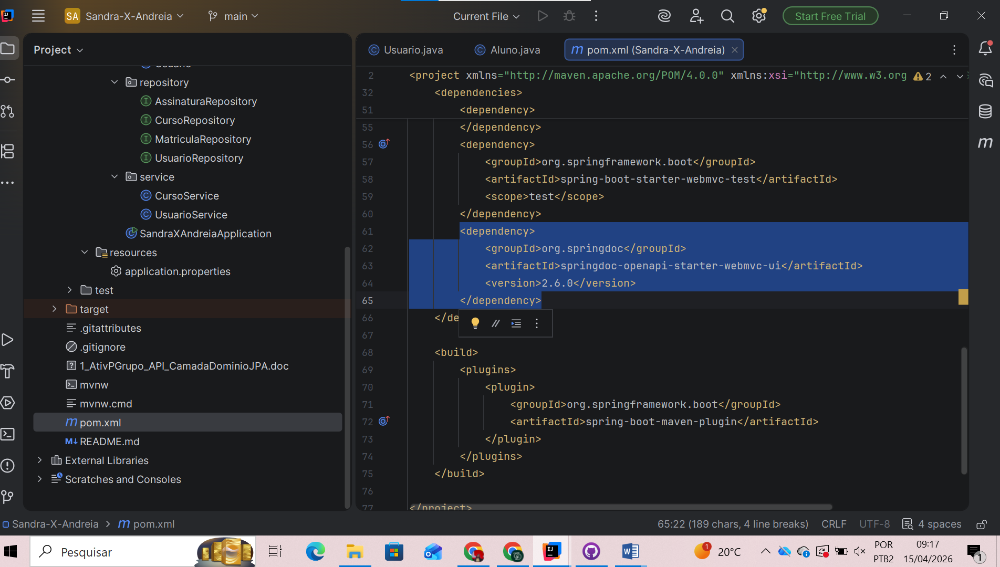 SA Sandra-X-Andreia main Current File Start Free Trial
Project
Usuario.java Aluno.java pom.xml (Sandra-X-Andreia)
Usuario
repository
AssinaturaRepository
CursoRepository
MatriculaRepository
UsuarioRepository
service
CursoService
UsuarioService
SandraXAndreiaApplication
resources
application.properties
test
target
.gitattributes
.gitignore
1_AtivPGrupo_API_CamadaDominioJPA.doc
mvnw
mvnw.cmd
pom.xml
README.md
External Libraries
Scratches and Consoles
2 <project xmlns="http://maven.apache.org/POM/4.0.0" xmlns:xsi="http://www.w3.org 2
32 <dependencies>
51 <dependency>
55 </dependency>
56 <dependency>
57 <groupId>org.springframework.boot</groupId>
58 <artifactId>spring-boot-starter-webmvc-test</artifactId>
59 <scope>test</scope>
60 </dependency>
61 <dependency>
62 <groupId>org.springdoc</groupId>
63 <artifactId>springdoc-openapi-starter-webmvc-ui</artifactId>
64 <version>2.6.0</version>
65 </dependency>
66 </de
67
68 <build>
69 <plugins>
70 <plugin>
71 <groupId>org.springframework.boot</groupId>
72 <artifactId>spring-boot-maven-plugin</artifactId>
73 </plugin>
74 </plugins>
75 </build>
76
77 </project>
Sandra-X-Andreia pom.xml 65:22 (189 chars, 4 line breaks) CRLF UTF-8 4 spaces
Pesquisar
1 20°C
POR
PTB2
09:17
15/04/2026
1